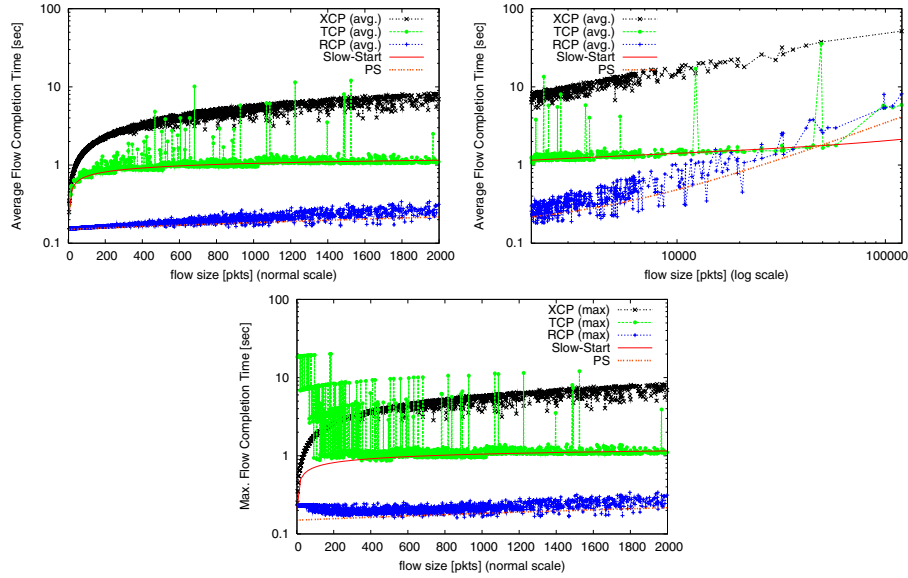 100
10
1
0.1
Average Flow Completion Time [sec]
XCP (avg.)
TCP (avg.)
RCP (avg.)
Slow-Start
PS
0 200 400 600 800 1000 1200 1400 1600 1800 2000
flow size [pkts] (normal scale)
100
10
1
0.1
Average Flow Completion Time [sec]
XCP (avg.)
TCP (avg.)
RCP (avg.)
Slow-Start
PS
10000 100000
flow size [pkts] (log scale)
100
10
1
0.1
Max. Flow Completion Time [sec]
XCP (max)
TCP (max)
RCP (max)
Slow-Start
PS
0 200 400 600 800 1000 1200 1400 1600 1800 2000
flow size [pkts] (normal scale)